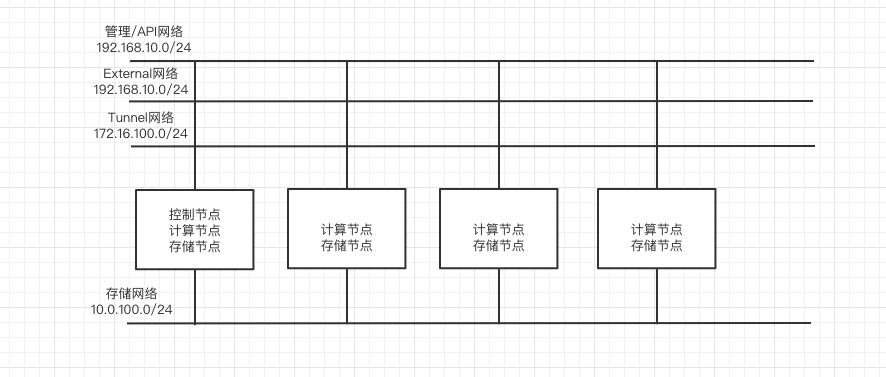 管理/API网络
192.168.10.0/24
External网络
192.168.10.0/24
Tunnel网络
172.16.100.0/24
控制节点
计算节点
存储节点
计算节点
存储节点
计算节点
存储节点
计算节点
存储节点
存储网络
10.0.100.0/24